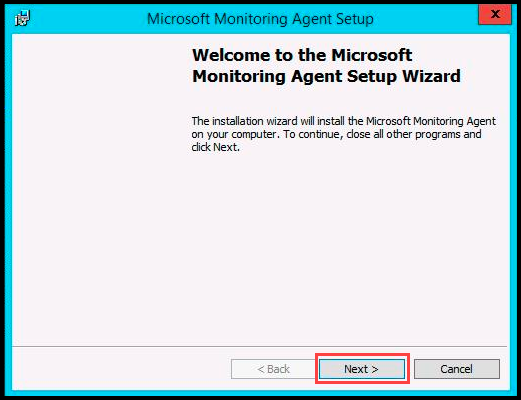 Microsoft Monitoring Agent Setup
x
Welcome to the Microsoft
Monitoring Agent Setup Wizard
The installation wizard will install the Microsoft Monitoring Agent
on your computer. To continue, close all other programs and
click Next.
< Back
Next >
Cancel